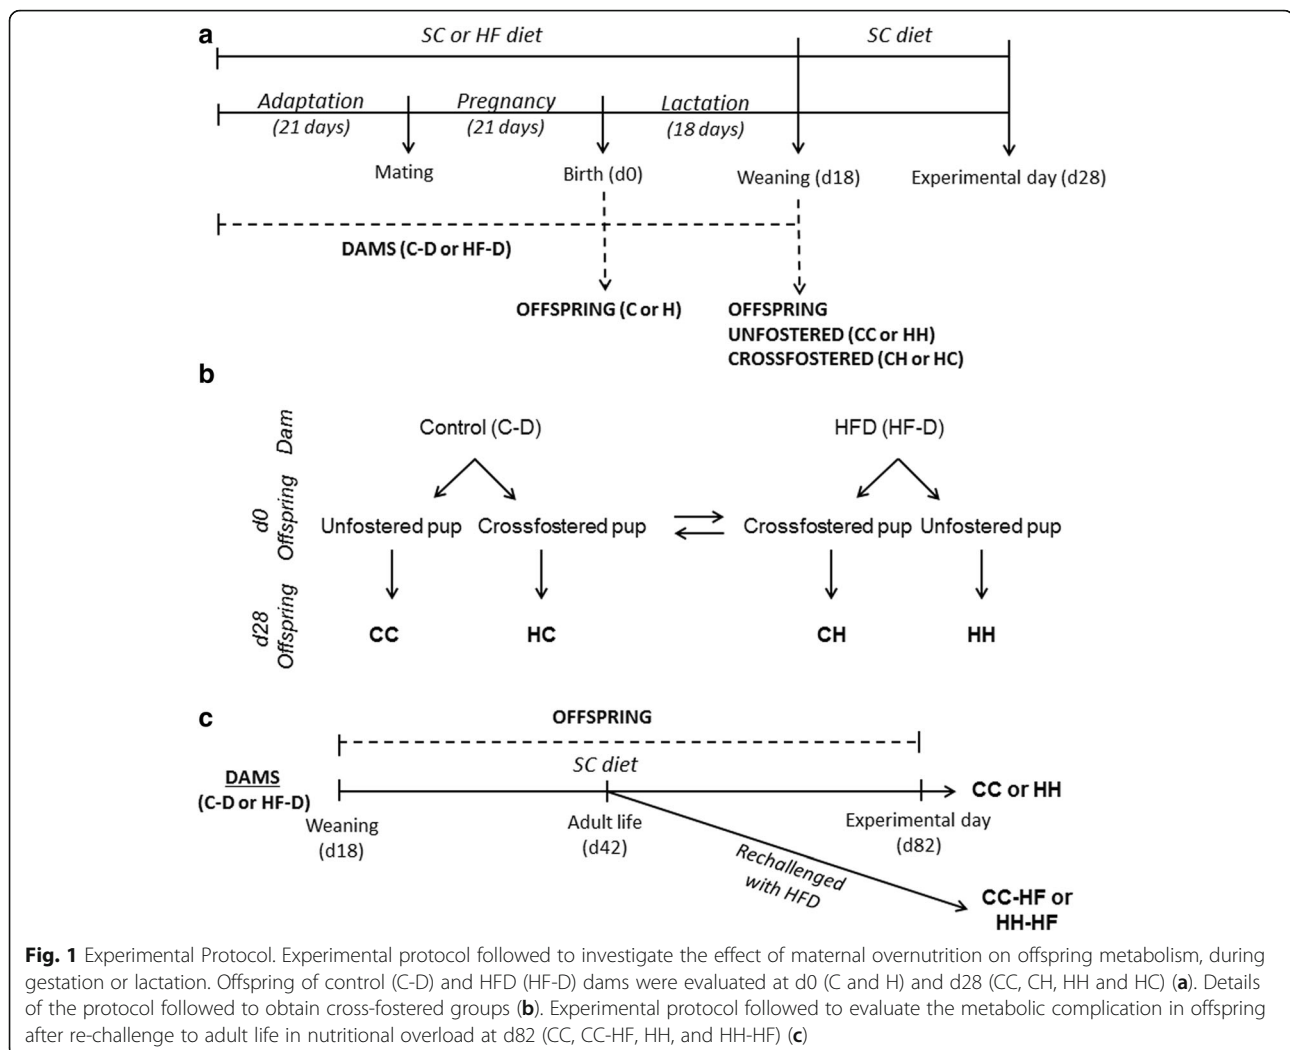 a
SC or HF diet SC diet
Adaptation Pregnancy Lactation
(21 days) (21 days) (18 days)
Mating Birth (d0) Weaning (d18) Experimental day (d28)
DAMS (C-D or HF-D)
OFFSPRING (C or H)
OFFSPRING
UNFOSTERED (CC or HH)
CROSSFOSTERED (CH or HC)
b
Dam
Control (C-D) HFD (HF-D)
d0
Offspring
Unfostered pup Crossfostered pup Crossfostered pup Unfostered pup
d28
Offspring
CC HC CH HH
c
OFFSPRING
SC diet
DAMS
(C-D or HF-D)
CC or HH
Weaning
(d18)
Adult life
(d42)
Experimental day
(d82)
Rechallenged
with HFD
CC-HF or
HH-HF
Fig. 1 Experimental Protocol. Experimental protocol followed to investigate the effect of maternal overnutrition on offspring metabolism, during
gestation or lactation. Offspring of control (C-D) and HFD (HF-D) dams were evaluated at d0 (C and H) and d28 (CC, CH, HH and HC) (a). Details
of the protocol followed to obtain cross-fostered groups (b). Experimental protocol followed to evaluate the metabolic complication in offspring
after re-challenge to adult life in nutritional overload at d82 (CC, CC-HF, HH, and HH-HF) (c)